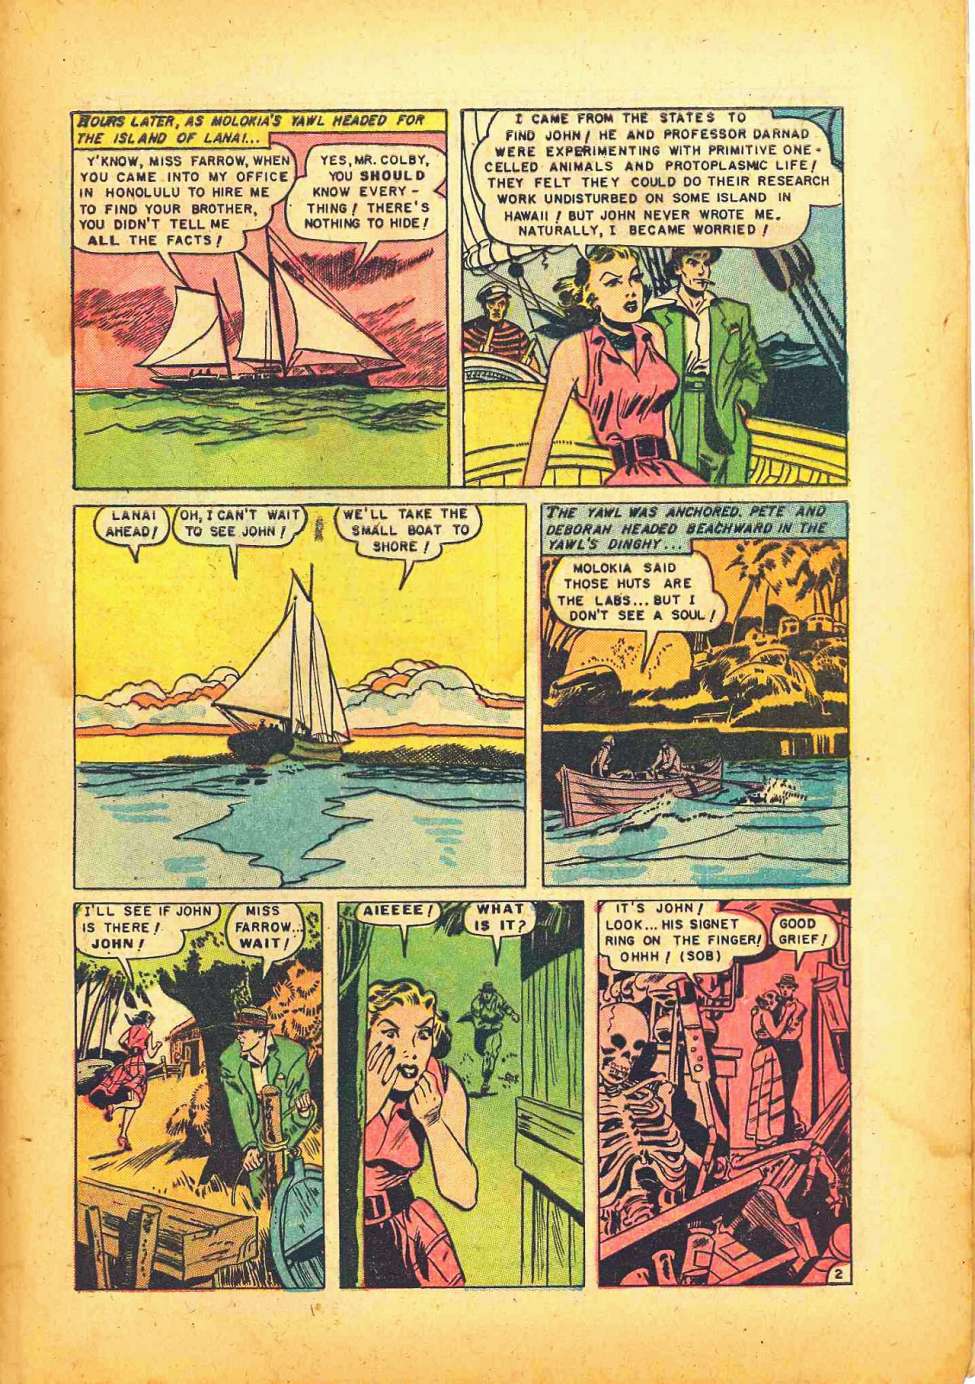 HOURS LATER, AS MOLOKIA'S YAWL HEADED FOR
THE ISLAND OF LANAI...
Y'KNOW, MISS FARROW, WHEN
YOU CAME INTO MY OFFICE
IN HONOLULU TO HIRE ME
TO FIND YOUR BROTHER,
YOU DIDN'T TELL ME
ALL THE FACTS!
YES, MR. COLBY,
YOU SHOULD
KNOW EVERY-
THING! THERE'S
NOTHING TO HIDE!
I CAME FROM THE STATES TO
FIND JOHN! HE AND PROFESSOR DARNAD
WERE EXPERIMENTING WITH PRIMITIVE ONE-
CELLED ANIMALS AND PROTOPLASMIC LIFE!
THEY FELT THEY COULD DO THEIR RESEARCH
WORK UNDISTURBED ON SOME ISLAND IN
HAWAII! BUT JOHN NEVER WROTE ME.
NATURALLY, I BECAME WORRIED!
LANAI
AHEAD!
OH, I CAN'T WAIT
TO SEE JOHN!
WE'LL TAKE THE
SMALL BOAT TO
SHORE!
THE YAWL WAS ANCHORED. PETE AND
DEBORAH HEADED BEACHWARD IN THE
YAWL'S DINGHY...
MOLOKIA SAID
THOSE HUTS ARE
THE LABS... BUT I
DON'T SEE A SOUL!
I'LL SEE IF JOHN
IS THERE!
JOHN!
MISS
FARROW...
WAIT!
AIEEEE!
WHAT
IS IT?
IT'S JOHN!
LOOK... HIS SIGNET
RING ON THE FINGER!
OHHH! (SOB)
GOOD
GRIEF!
2